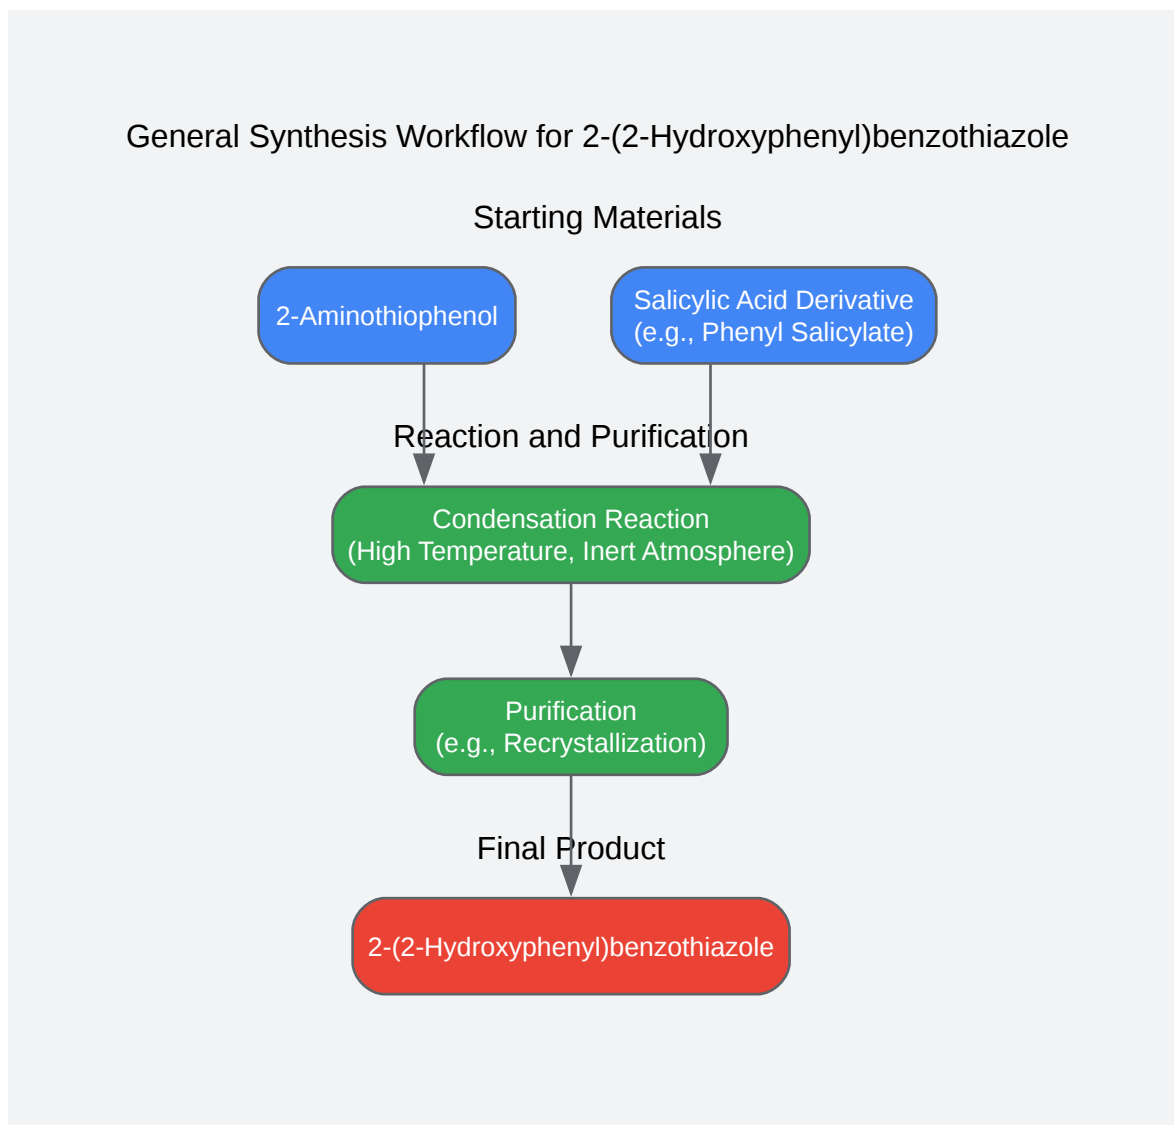 General Synthesis Workflow for 2-(2-Hydroxyphenyl)benzothiazole
Starting Materials
2-Aminothiophenol
Salicylic Acid Derivative
(e.g., Phenyl Salicylate)
Reaction and Purification
Condensation Reaction
(High Temperature, Inert Atmosphere)
Purification
(e.g., Recrystallization)
Final Product
2-(2-Hydroxyphenyl)benzothiazole